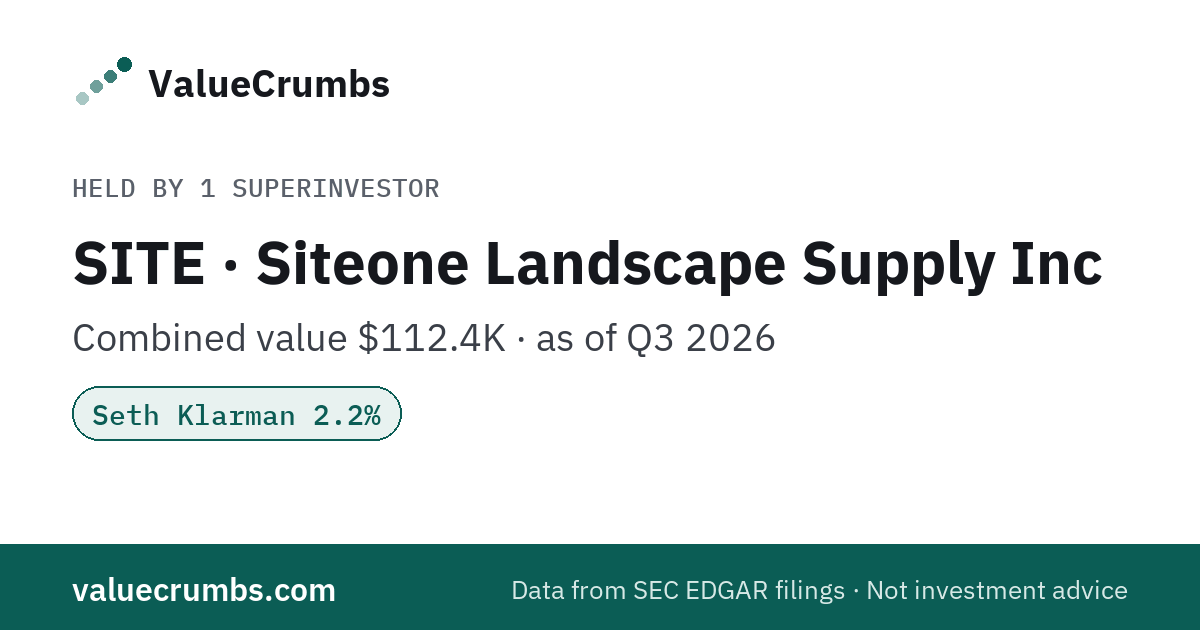 ValueCrumbs
HELD BY 1 SUPERINVESTOR
SITE · Siteone Landscape Supply Inc
Combined value $112.4K · as of Q3 2026
Seth Klarman 2.2%
valuecrumbs.com
Data from SEC EDGAR filings · Not investment advice